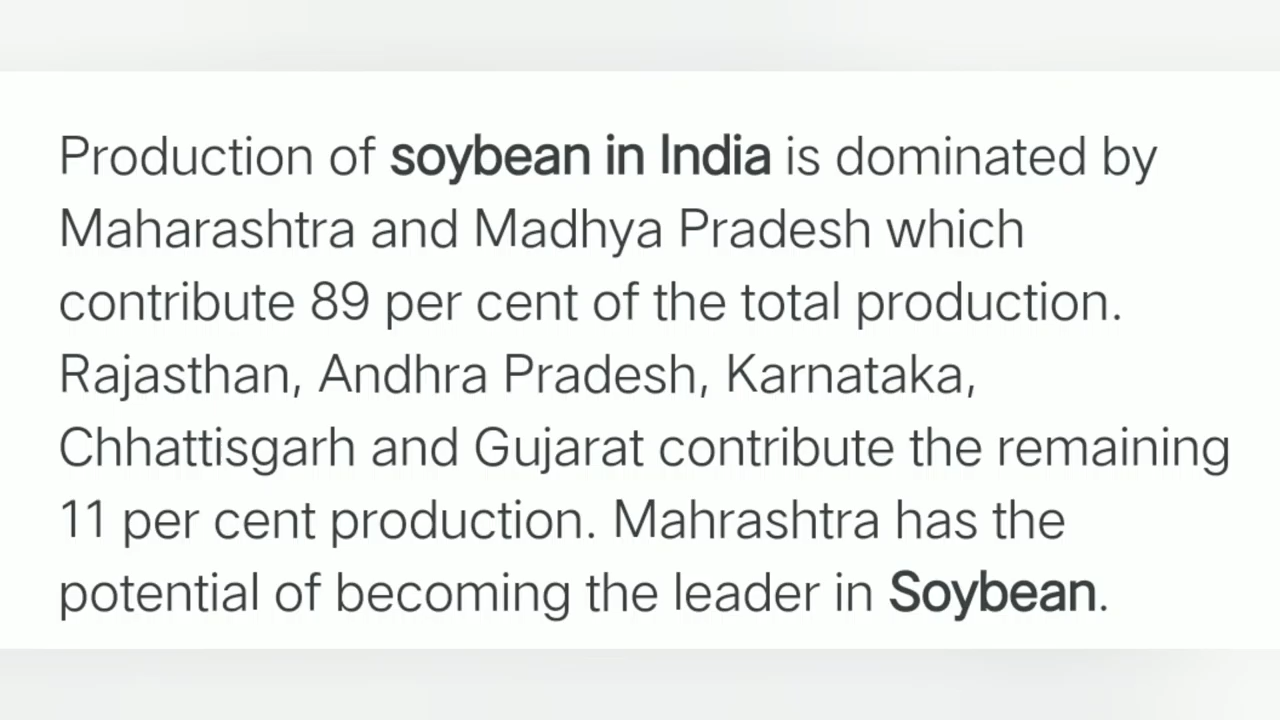 Production of soybean in India is dominated by
Maharashtra and Madhya Pradesh which
contribute 89 per cent of the total production.
Rajasthan, Andhra Pradesh, Karnataka,
Chhattisgarh and Gujarat contribute the remaining
11 per cent production. Mahrashtra has the
potential of becoming the leader in Soybean.